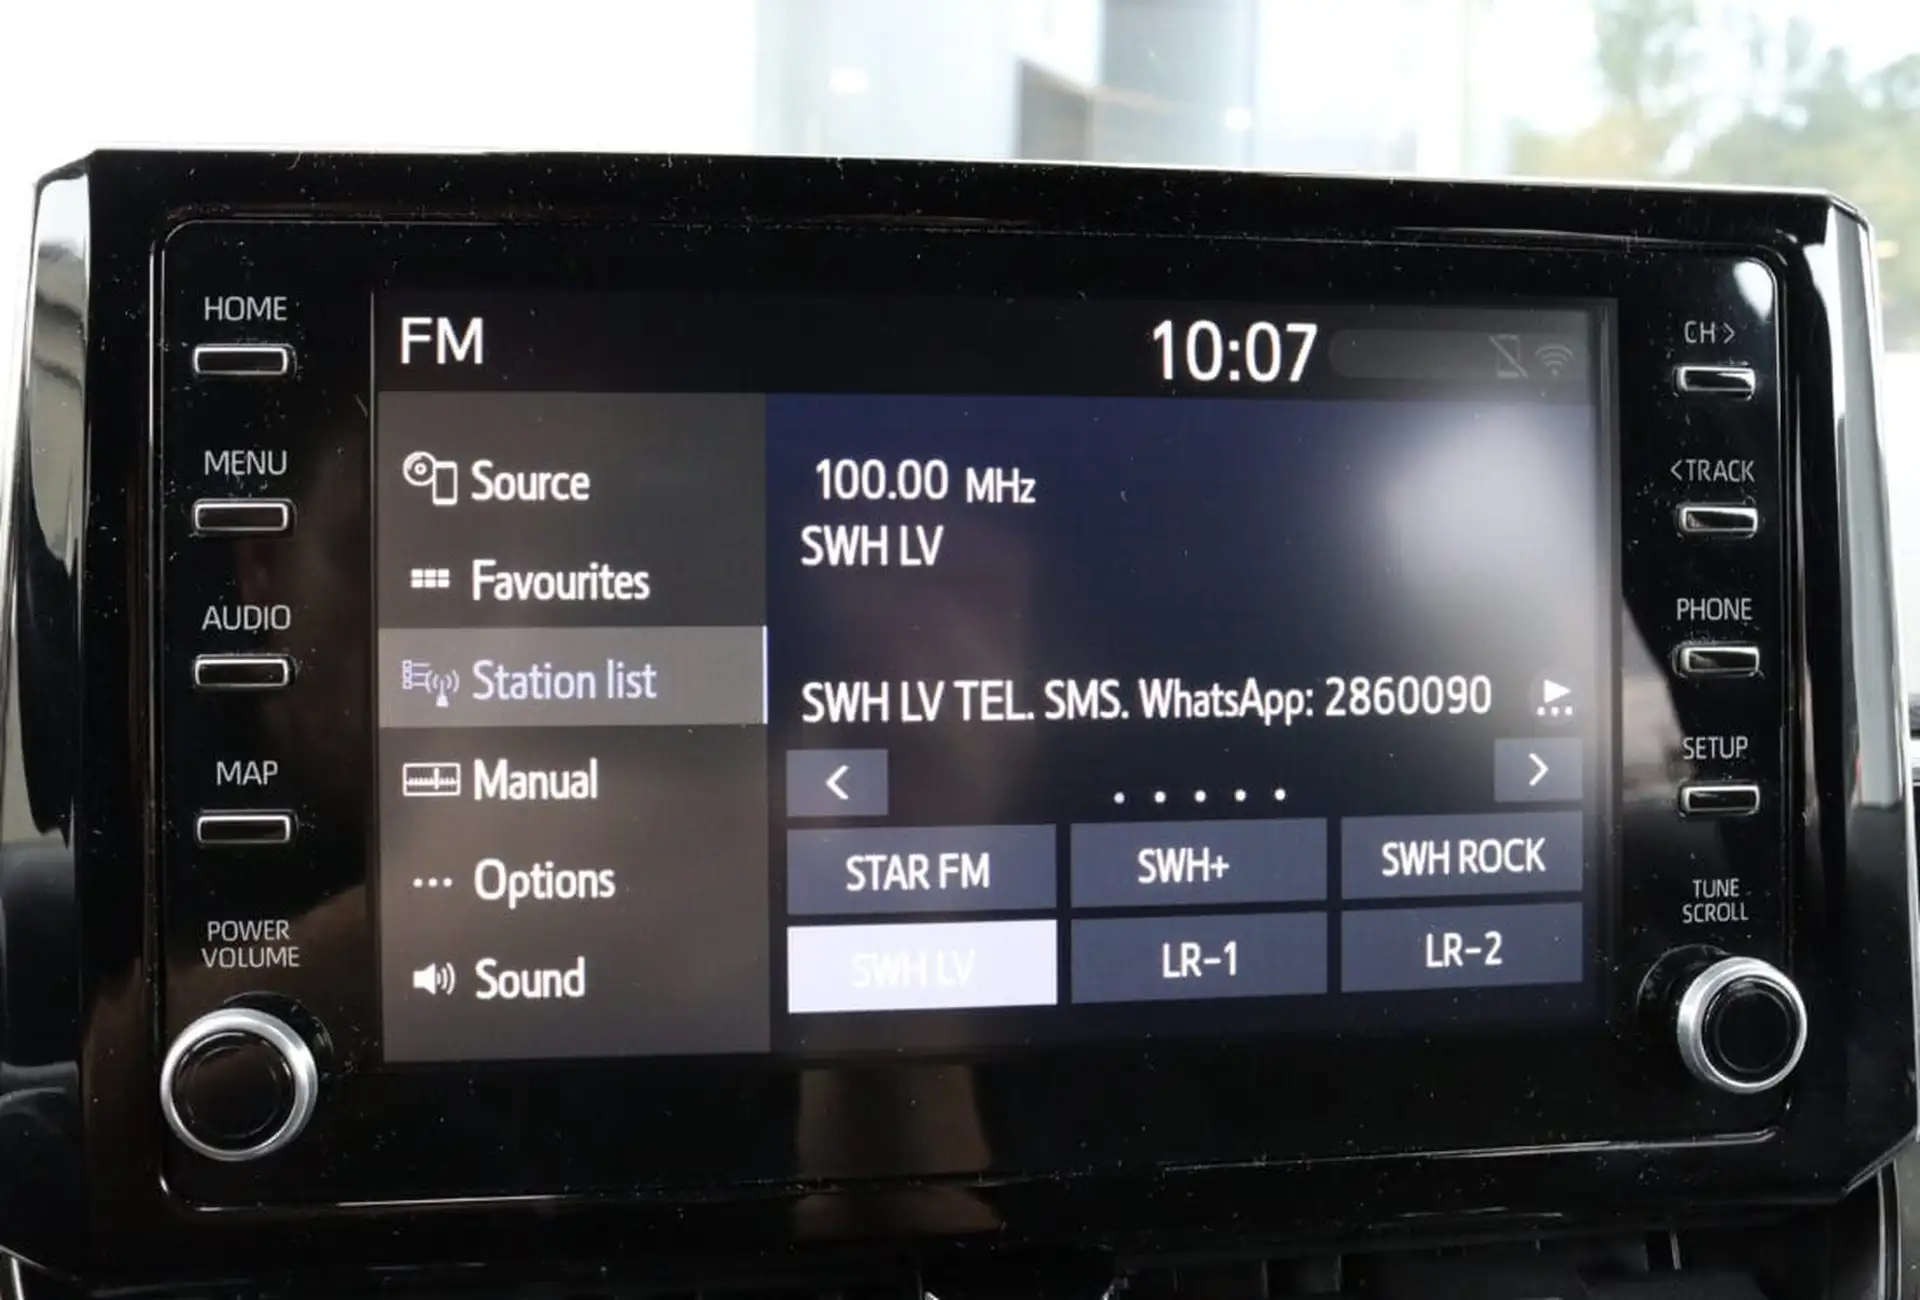 HOME
MENU
AUDIO
MAP
POWER
VOLUME
FM
10:07
Source
Favourites
Station list
Manual
Options
Sound
100.00 MHz
SWH LV
SWH LV TEL. SMS. WhatsApp: 2860090
STAR FM
SWH+
SWH ROCK
SWH LV
LR-1
LR-2
CH >
< TRACK
PHONE
SETUP
TUNE
SCROLL